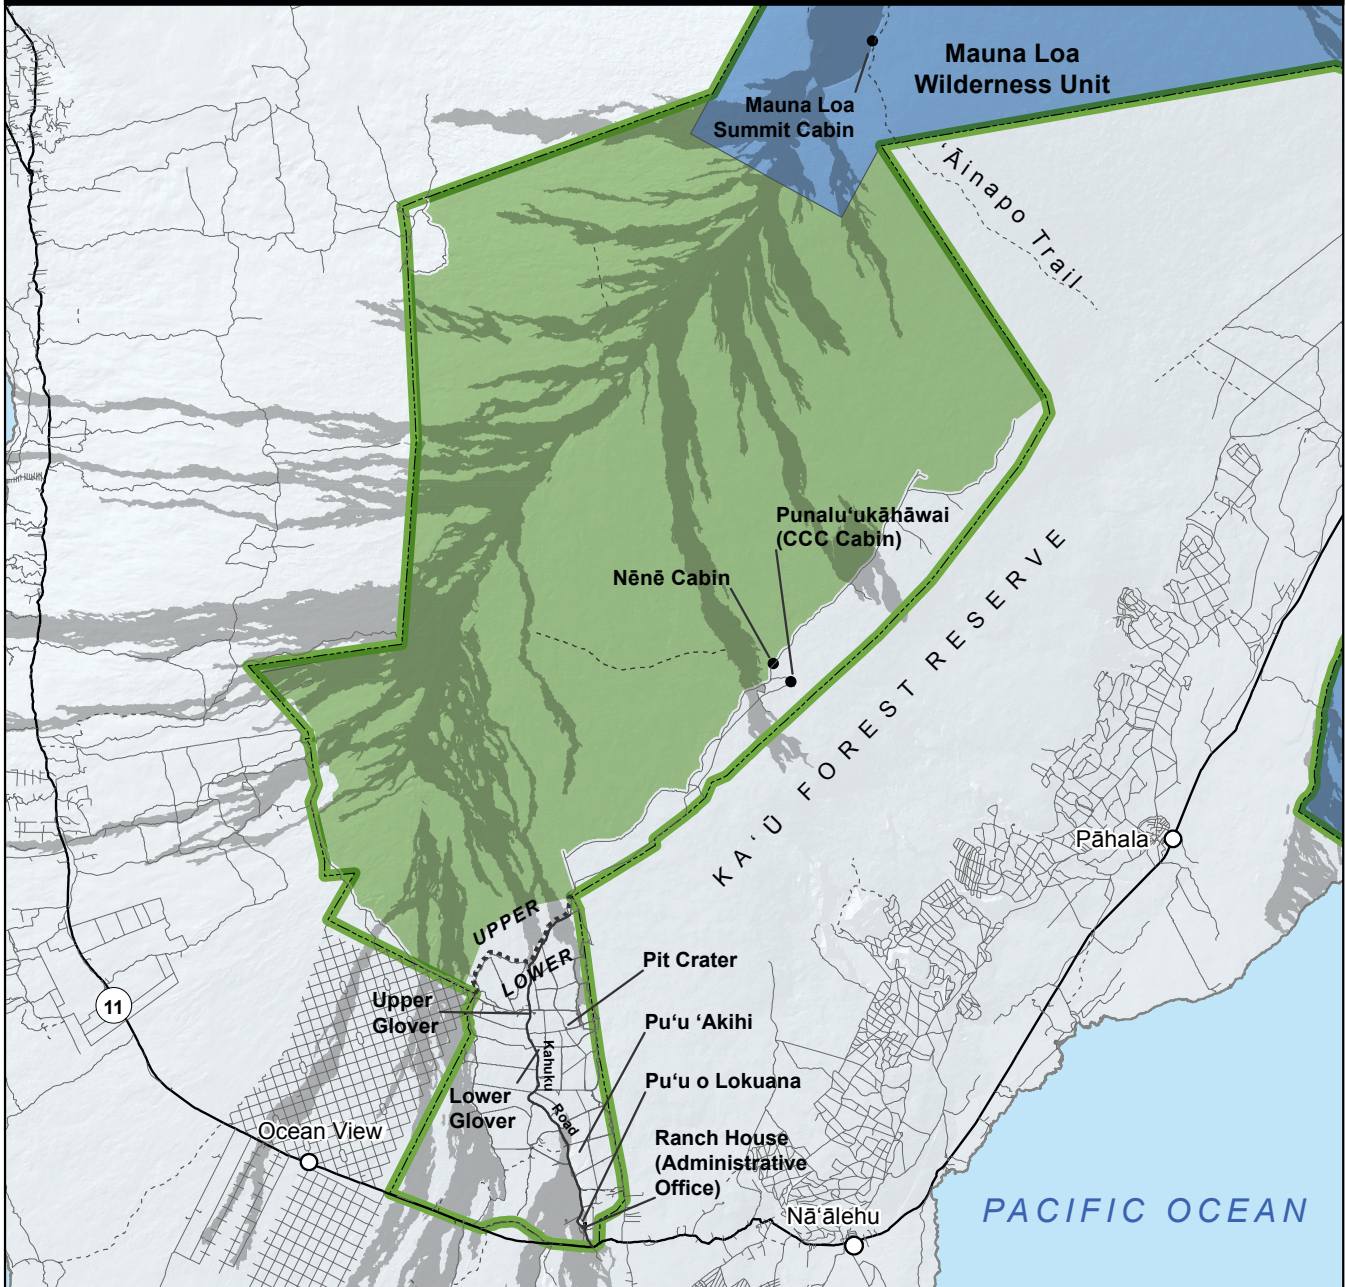 Mauna Loa
Wilderness Unit
Mauna Loa
Summit Cabin
ʻĀinapo Trail
Punaluʻukāhāwai
(CCC Cabin)
Nēnē Cabin
KAʻŪ FOREST RESERVE
Pāhala
UPPER
LOWER
Pit Crater
Upper
Glover
11
Puʻu ʻAkihi
Kahuku
Road
Puʻu o Lokuana
Lower
Glover
Ocean View
Ranch House
(Administrative
Office)
Nāʻālehu
PACIFIC OCEAN